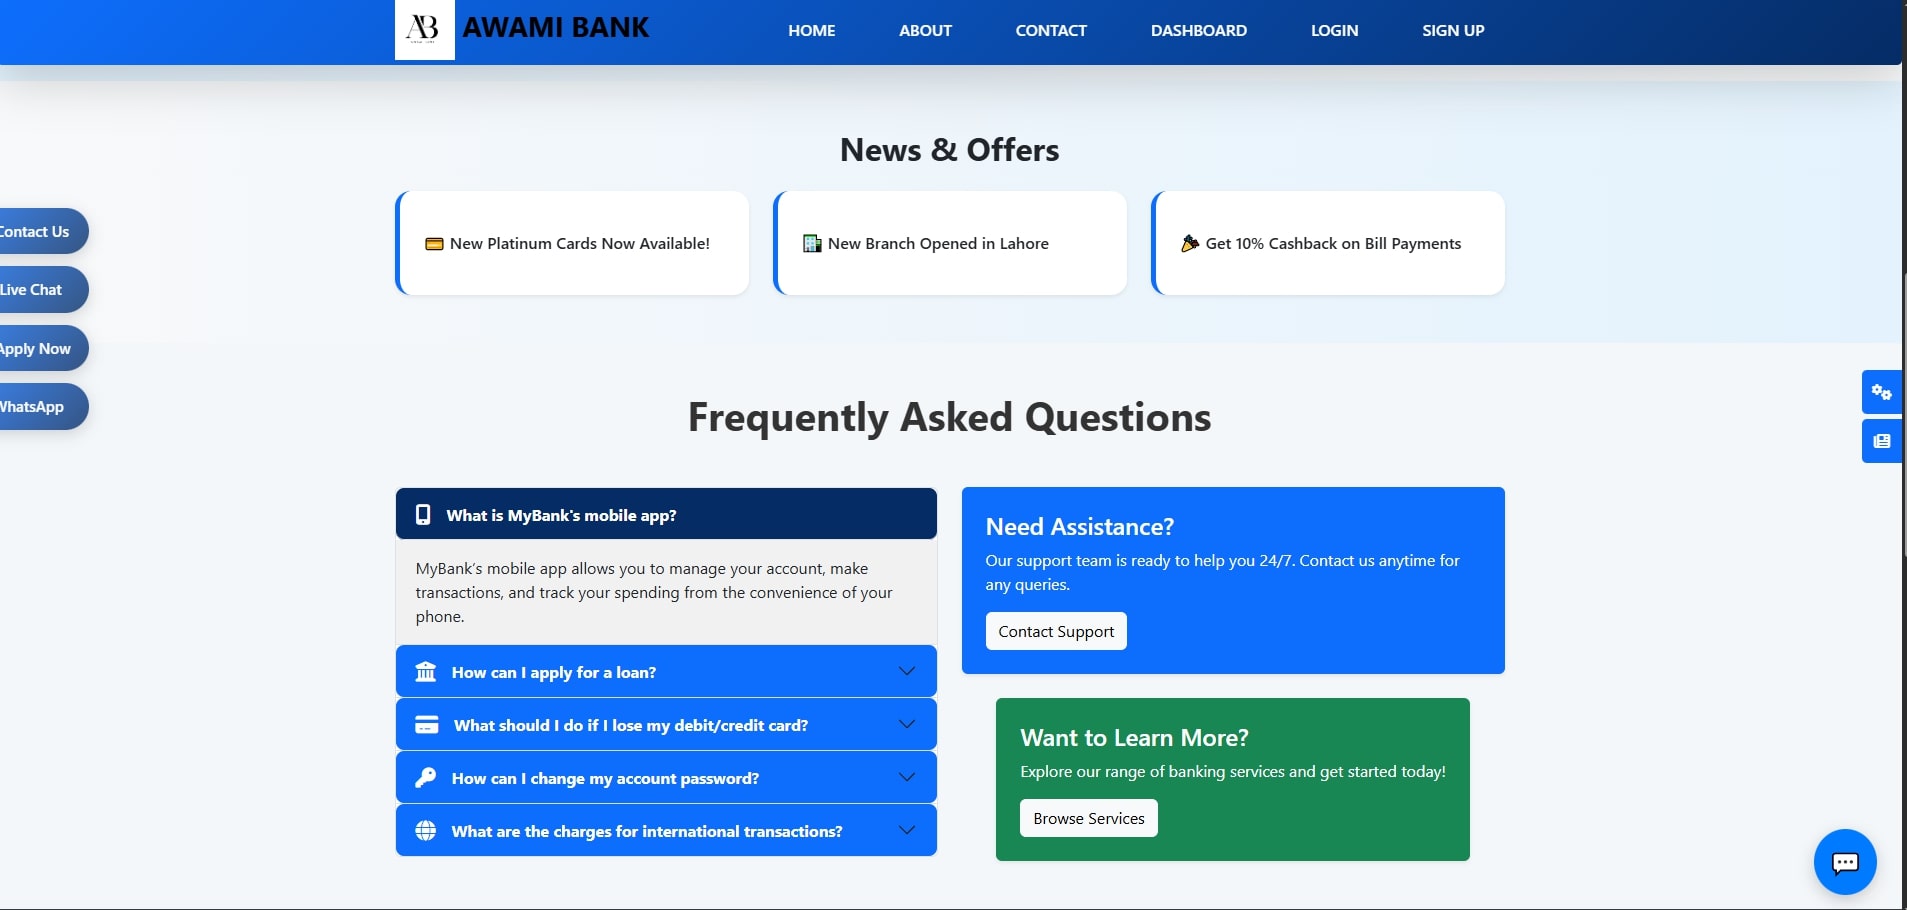 AB
AWAMI BANK
HOME
ABOUT
CONTACT
DASHBOARD
LOGIN
SIGN UP
News & Offers
New Platinum Cards Now Available!
New Branch Opened in Lahore
Get 10% Cashback on Bill Payments
Contact Us
Live Chat
Apply Now
WhatsApp
Frequently Asked Questions
What is MyBank's mobile app?
MyBank’s mobile app allows you to manage your account, make
transactions, and track your spending from the convenience of your
phone.
How can I apply for a loan?
What should I do if I lose my debit/credit card?
How can I change my account password?
What are the charges for international transactions?
Need Assistance?
Our support team is ready to help you 24/7. Contact us anytime for
any queries.
Contact Support
Want to Learn More?
Explore our range of banking services and get started today!
Browse Services